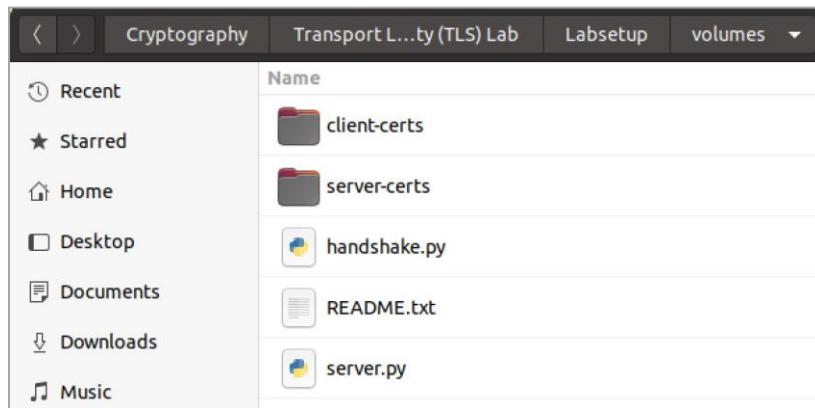 Cryptography Transport L...ty (TLS) Lab Labsetup volumes
Recent
Starred
Home
Desktop
Documents
Downloads
Music
Name
client-certs
server-certs
handshake.py
README.txt
server.py